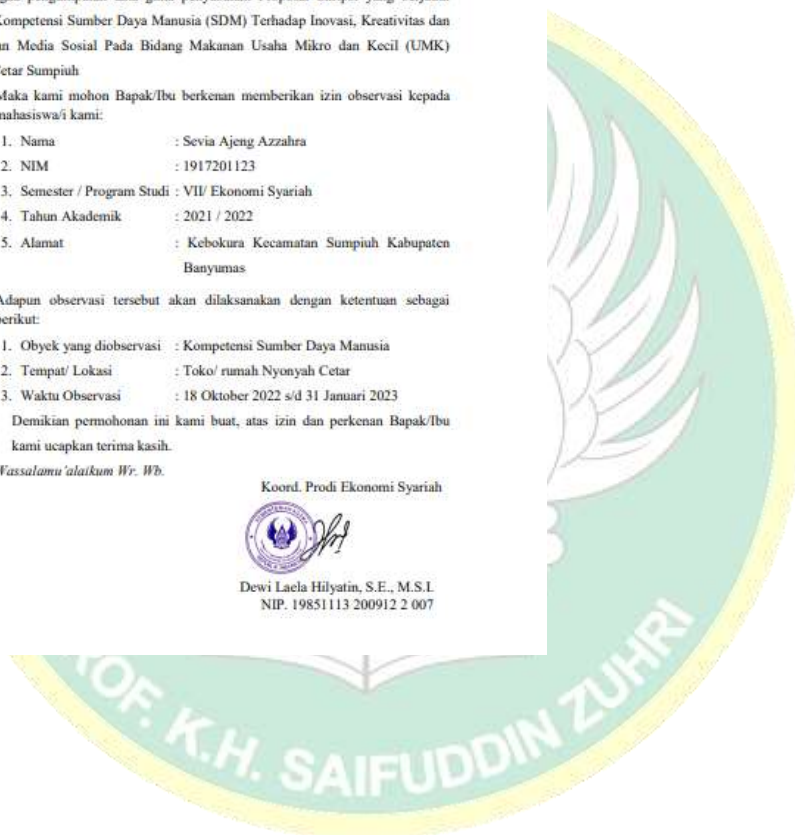 Kompetensi Sumber Daya Manusia (SDM) Terhadap Inovasi, Kreativitas dan
an Media Sosial Pada Bidang Makanan Usaha Mikro dan Kecil (UMK)
Cetar Sumpiuh
Maka kami mohon Bapak/Ibu berkenan memberikan izin observasi kepada
mahasiswa/i kami:
1. Nama : Sevia Ajeng Azzahra
2. NIM : 1917201123
3. Semester / Program Studi : VII/ Ekonomi Syariah
4. Tahun Akademik : 2021 / 2022
5. Alamat : Kebokura Kecamatan Sumpiuh Kabupaten
Banyumas
Adapun observasi tersebut akan dilaksanakan dengan ketentuan sebagai
berikut:
1. Obyek yang diobservasi : Kompetensi Sumber Daya Manusia
2. Tempat/ Lokasi : Toko/ rumah Nyonyah Cetar
3. Waktu Observasi : 18 Oktober 2022 s/d 31 Januari 2023
Demikian permohonan ini kami buat, atas izin dan perkenan Bapak/Ibu
kami ucapkan terima kasih.
Wassalamu'alaikum Wr. Wb.
Koord. Prodi Ekonomi Syariah
Dewi Laela Hilyatin, S.E., M.S.I.
NIP. 19851113 200912 2 007
ROF. K.H. SAIFUDDIN ZUHRI